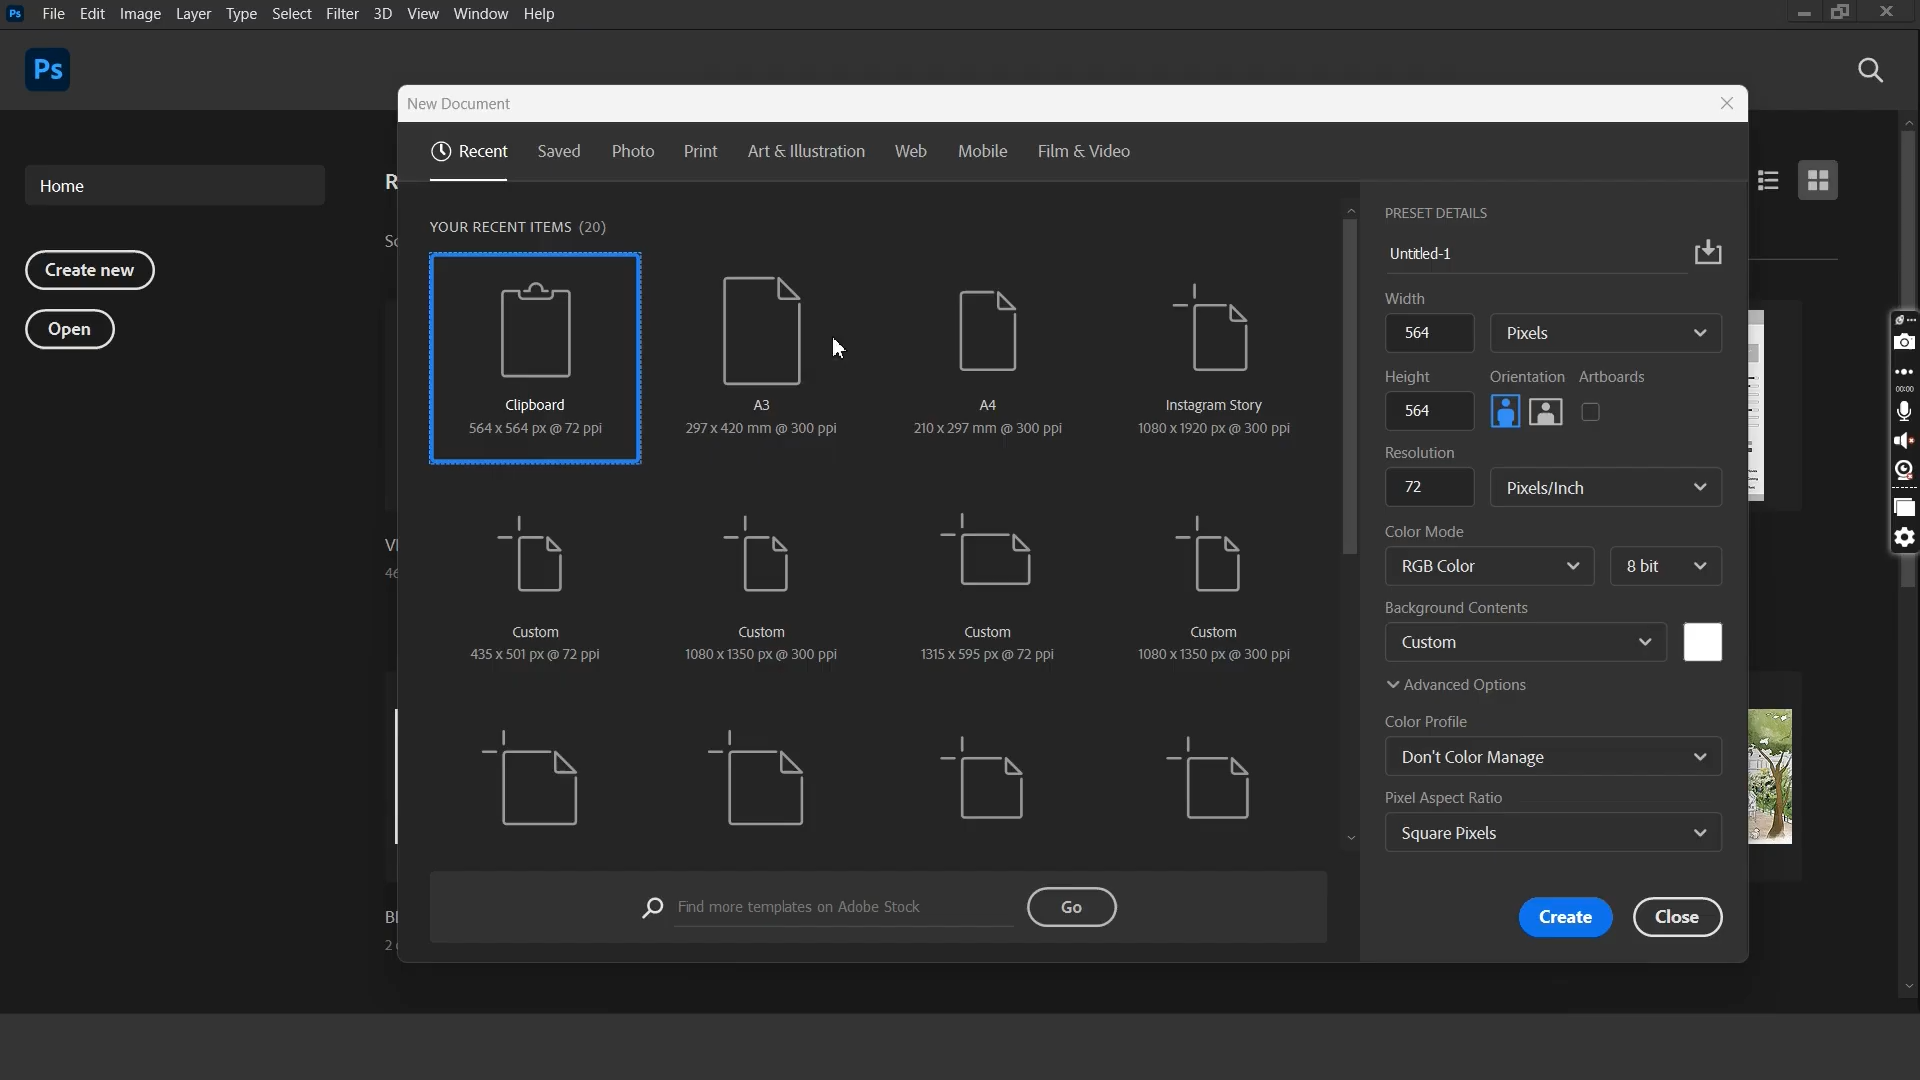 Ps File Edit Image Layer Type Select Filter 3D View Window Help
Ps
New Document
Recent Saved Photo Print Art & Illustration Web Mobile Film & Video
Home
Create new
Open
YOUR RECENT ITEMS (20)
Clipboard
564 x 564 px @ 72 ppi
A3
297 x 420 mm @ 300 ppi
A4
210 x 297 mm @ 300 ppi
Instagram Story
1080 x 1920 px @ 300 ppi
Custom
435 x 501 px @ 72 ppi
Custom
1080 x 1350 px @ 300 ppi
Custom
1315 x 595 px @ 72 ppi
Custom
1080 x 1350 px @ 300 ppi
Find more templates on Adobe Stock
Go
PRESET DETAILS
Untitled-1
Width
564 Pixels
Height Orientation Artboards
564
Resolution
72 Pixels/Inch
Color Mode
RGB Color 8 bit
Background Contents
Custom
Advanced Options
Color Profile
Don't Color Manage
Pixel Aspect Ratio
Square Pixels
Create Close
00:00